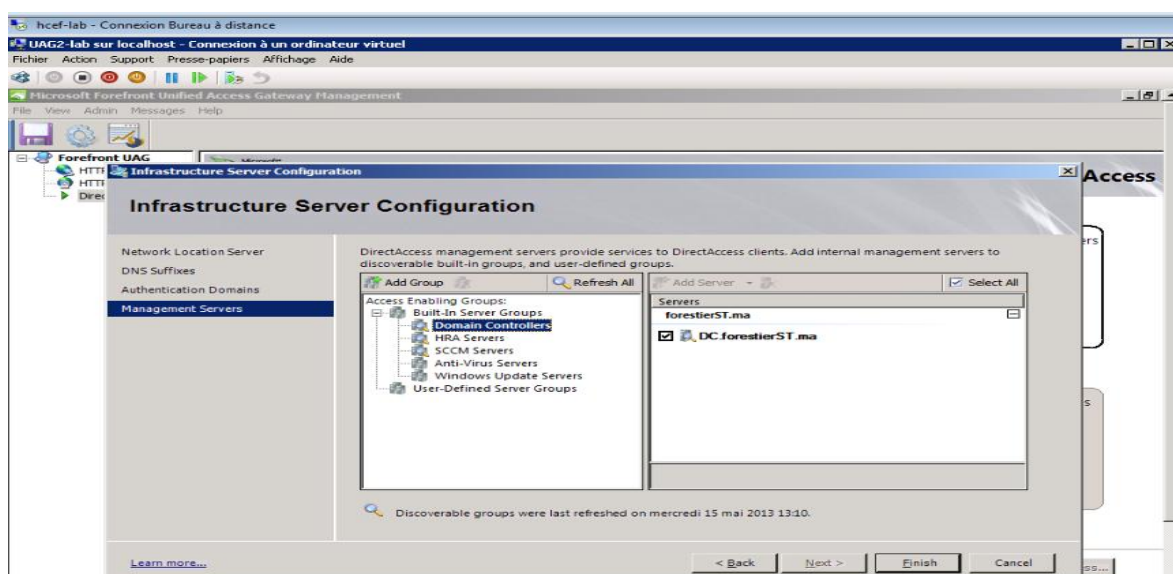 hcef-lab - Connexion Bureau à distance
UAG2-lab sur localhost - Connexion à un ordinateur virtuel
Fichier Action Support Presse-papiers Affichage Aide
Microsoft Forefront Unified Access Gateway Management
File View Admin Messages Help
Forefront UAG
HTT
HTT
Direc
Microsoft
Access
Infrastructure Server Configuration
Infrastructure Server Configuration
Network Location Server
DNS Suffixes
Authentication Domains
Management Servers
DirectAccess management servers provide services to DirectAccess clients. Add internal management servers to
discoverable built-in groups, and user-defined groups.
Add Group Refresh All
Access Enabling Groups:
Built-In Server Groups
Domain Controllers
HRA Servers
SCCM Servers
Anti-Virus Servers
Windows Update Servers
User-Defined Server Groups
Add Server Select All
Servers
forestierST.ma
DC.forestierST.ma
Discoverable groups were last refreshed on mercredi 15 mai 2013 13:10.
Learn more...
< Back Next > Finish Cancel
ers
s
ss...